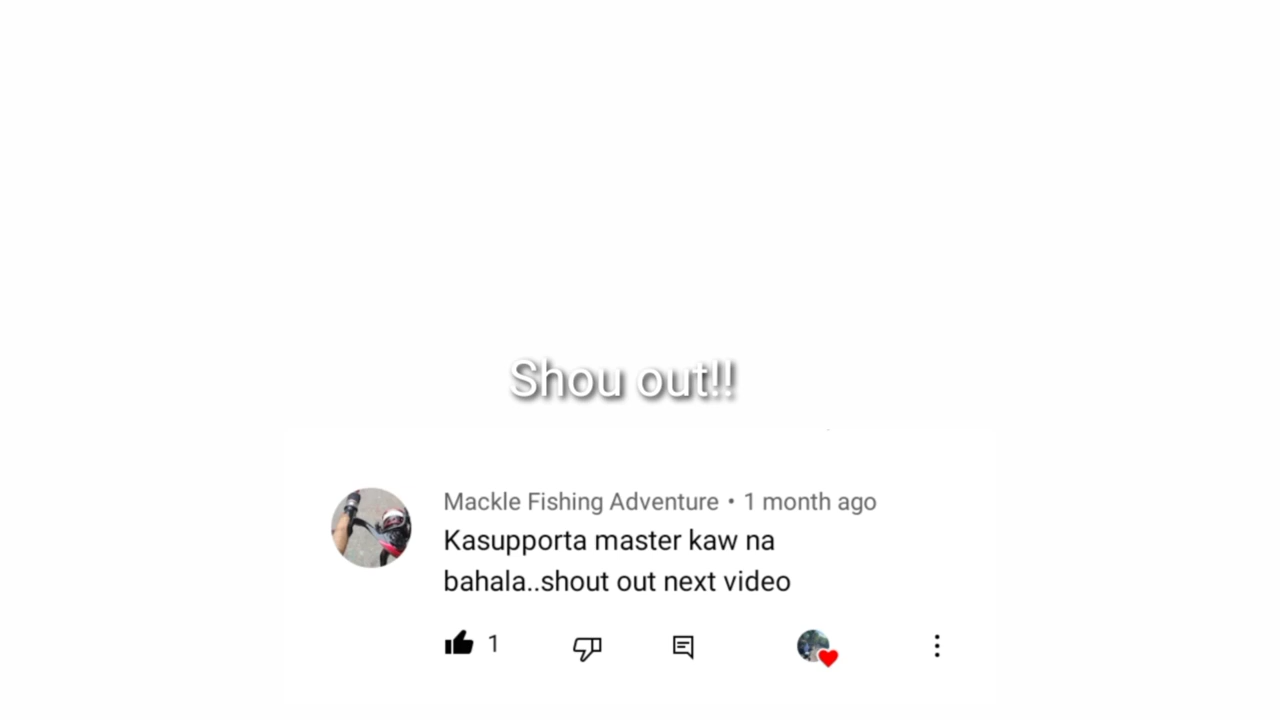 Shou out!!
Mackle Fishing Adventure • 1 month ago
Kasupporta master kaw na
bahala..shout out next video
1